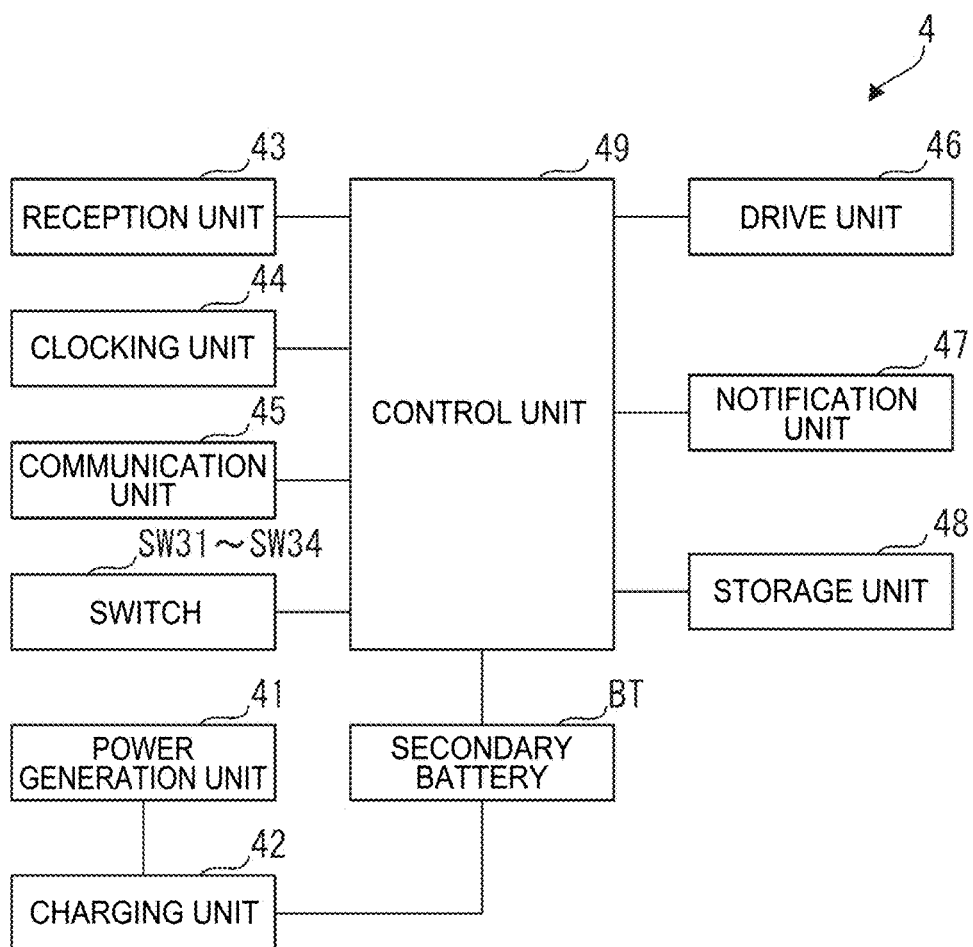 4
43
RECEPTION UNIT
49
CONTROL UNIT
46
DRIVE UNIT
44
CLOCKING UNIT
47
NOTIFICATION
UNIT
45
COMMUNICATION
UNIT
SW31～SW34
SWITCH
48
STORAGE UNIT
41
POWER
GENERATION UNIT
BT
SECONDARY
BATTERY
42
CHARGING UNIT